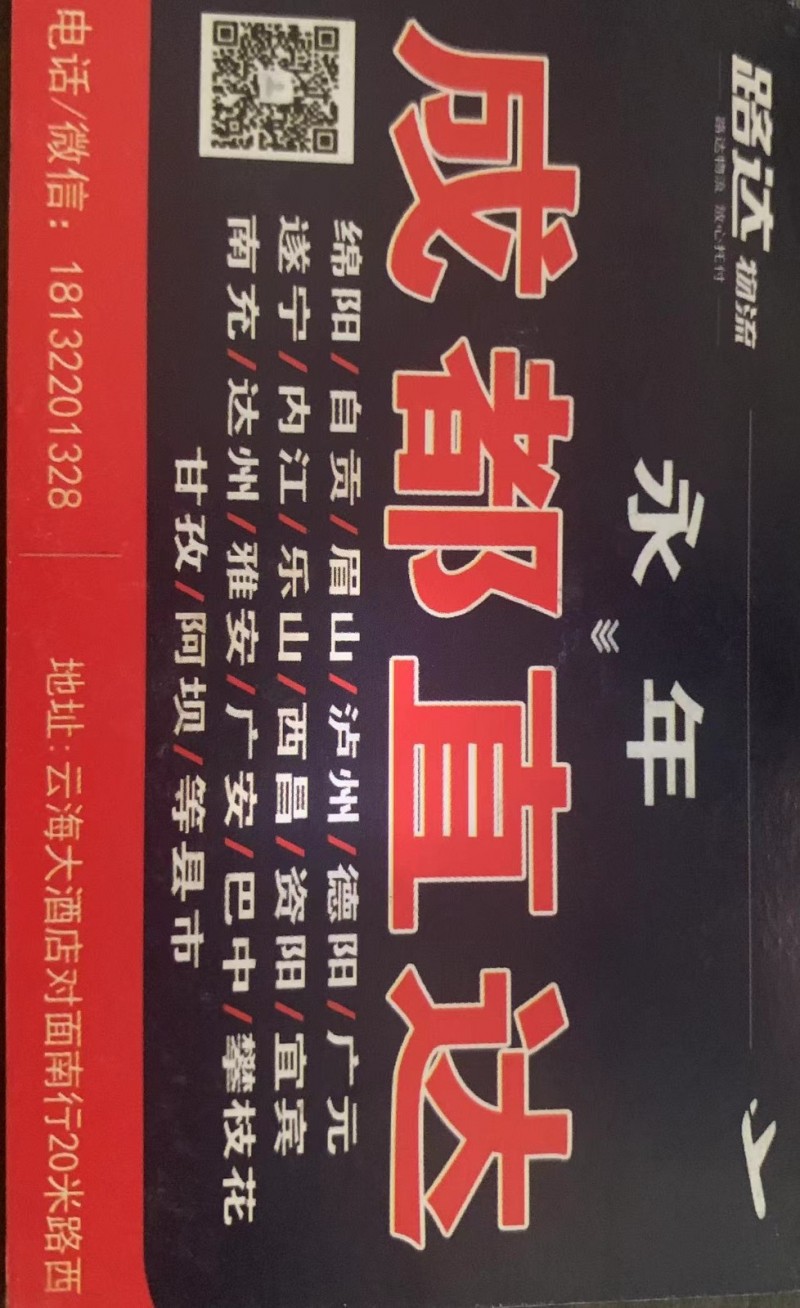 路达物流
路达物流 放心托付
永年
成都直达
绵阳/自贡/眉山/泸州/德阳/广元
遂宁/内江/乐山/西昌/资阳/宜宾
南充/达州/雅安/广安/巴中/攀枝花
甘孜/阿坝/等县市
电话/微信：18132201328
地址：云海大酒店对面南行20米路西